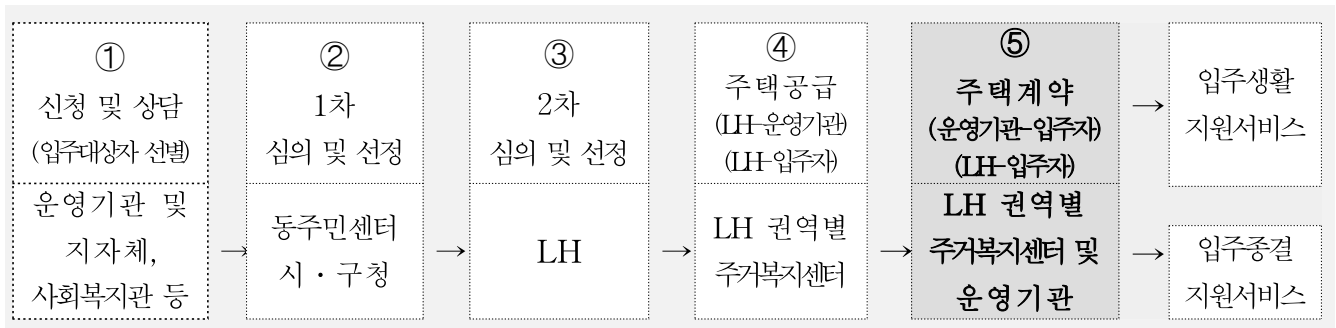 ①
신청 및 상담
(입주대상자 선별)
운영기관 및
지자체,
사회복지관 등
→
②
1차
심의 및 선정
동주민센터
시・구청
→
③
2차
심의 및 선정
LH
→
④
주택공급
(LH-운영기관)
(LH-입주자)
LH 권역별
주거복지센터
→
⑤
주택계약
(운영기관-입주자)
(LH-입주자)
LH 권역별
주거복지센터 및
운영기관
→
입주생활
지원서비스
→
입주종결
지원서비스